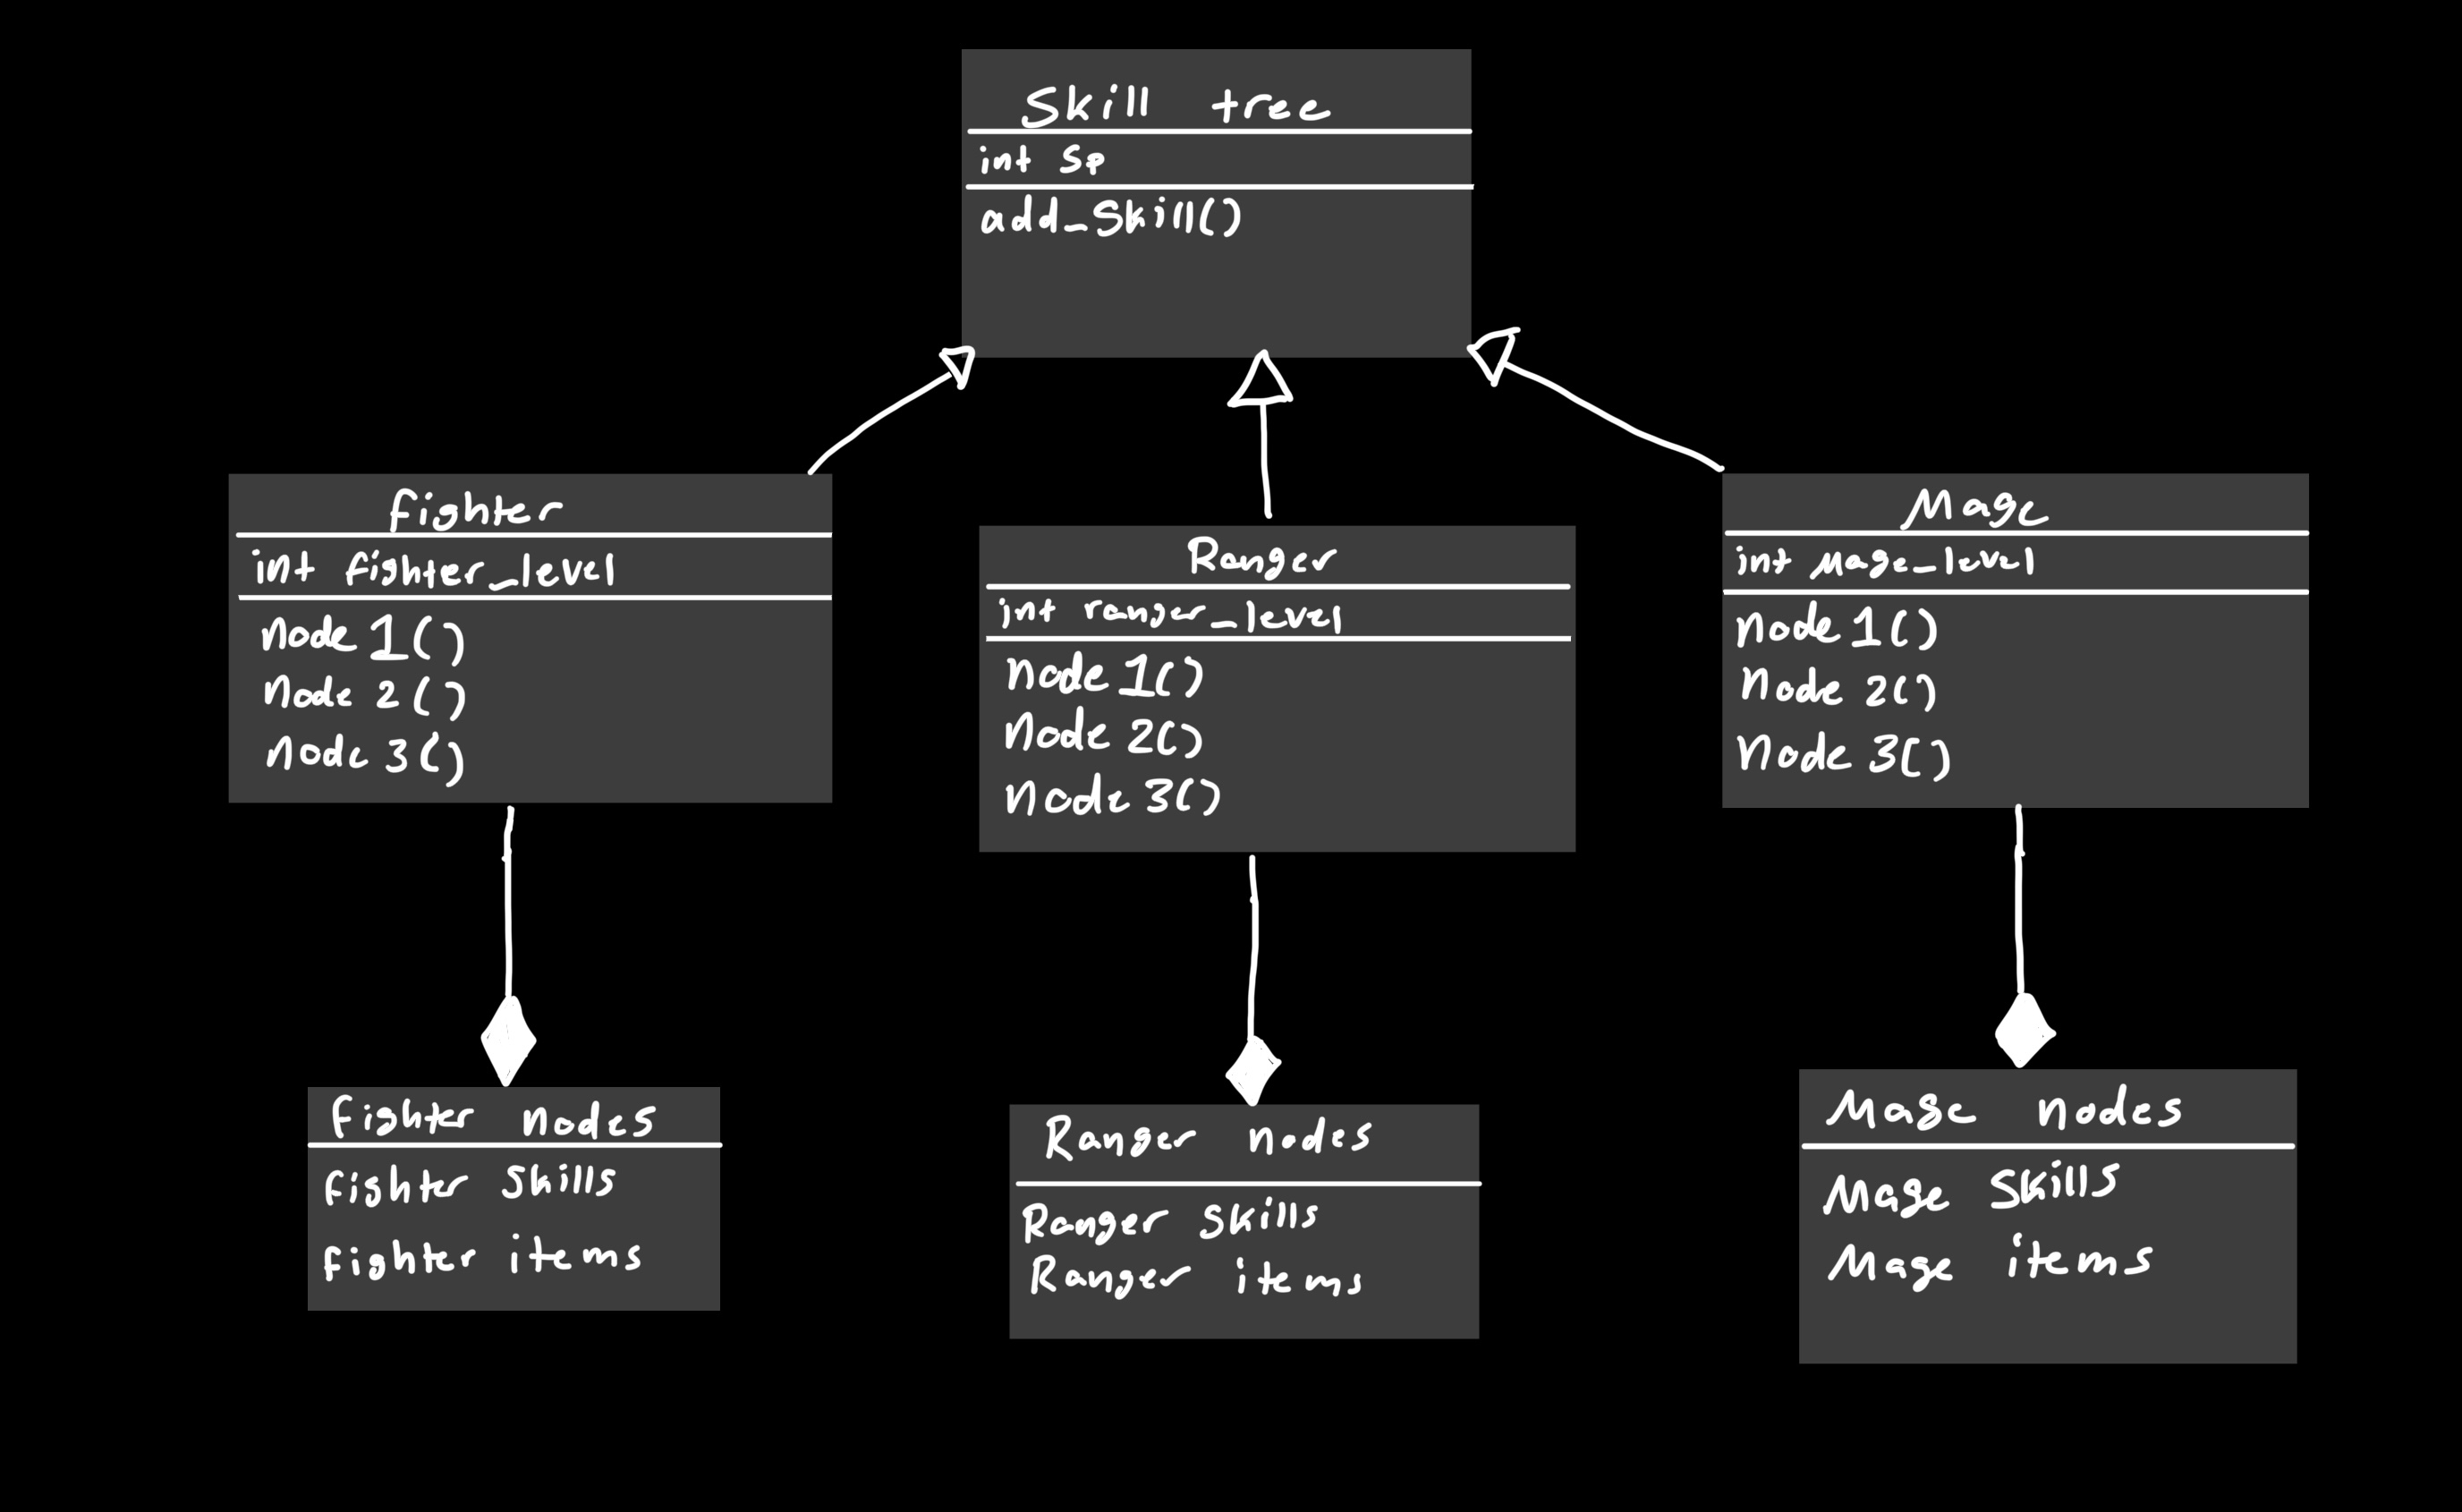 Skill tree
int Sp
add_Skill()
fighter
int fighter_level
Node 1()
Node 2()
Node 3()
Ranger
int ranger_level
Node 1()
Node 2()
Node 3()
Mage
int Mage_level
Node 1()
Node 2()
Node 3()
fighter nodes
fighter Skills
fighter items
Ranger nodes
Ranger Skills
Ranger items
Mage nodes
Mage Skills
Mage items